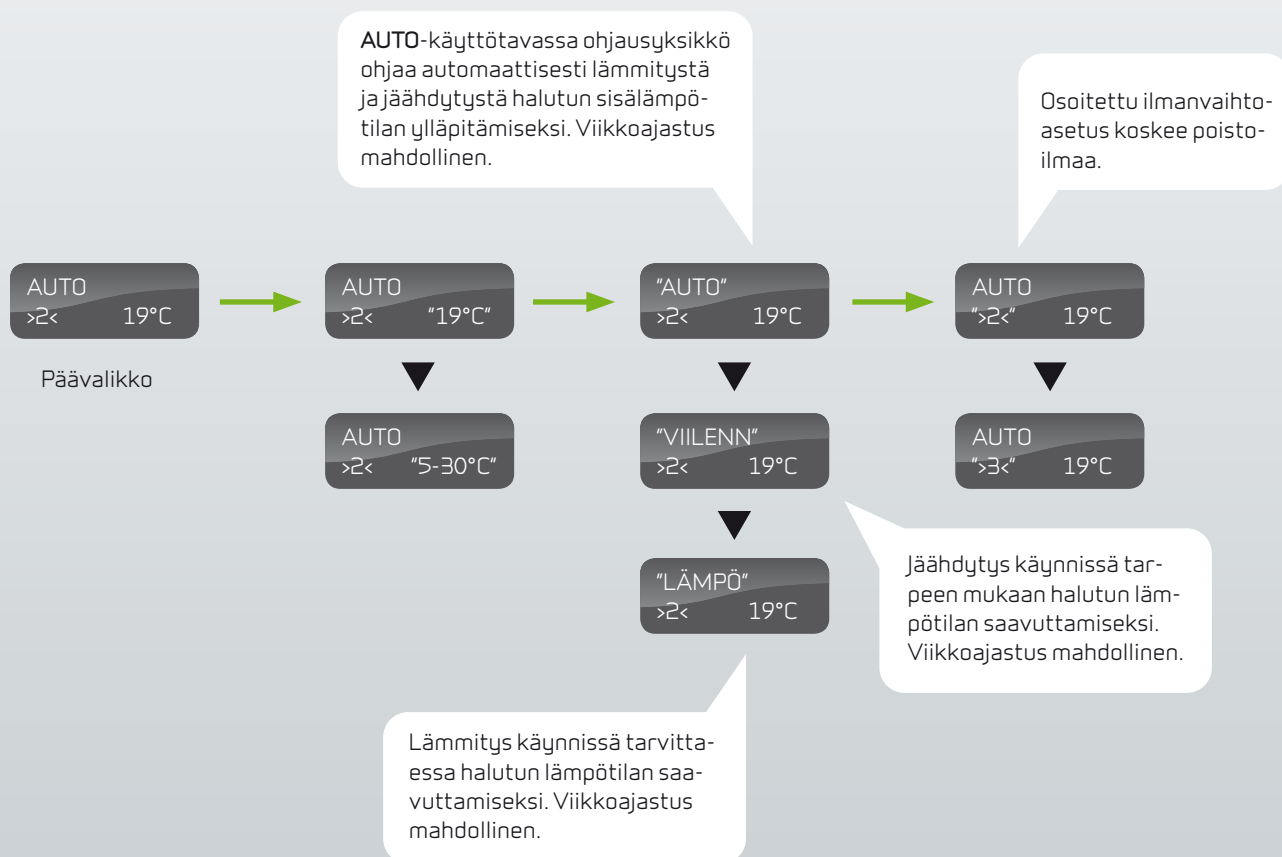 AUTO-käyttötavassa ohjausyksikkö
ohjaa automaattisesti lämmitystä
ja jäähdytystä halutun sisälämpö-
tilan ylläpitämiseksi. Viikkoajastus
mahdollinen.
Osoitettu ilmanvaihto-
asetus koskee poisto-
ilmaa.
AUTO
>2< 19°C
Päävalikko
AUTO
>2< "19°C"
"AUTO"
>2< 19°C
AUTO
">2<" 19°C
AUTO
>2< "5-30°C"
"VIILENN"
>2< 19°C
AUTO
">3<" 19°C
"LÄMPÖ"
>2< 19°C
Jäähdytys käynnissä tar-
peen mukaan halutun läm-
pötilan saavuttamiseksi.
Viikkoajastus mahdollinen.
Lämmitys käynnissä tarvitta-
essa halutun lämpötilan saa-
vuttamiseksi. Viikkoajastus
mahdollinen.